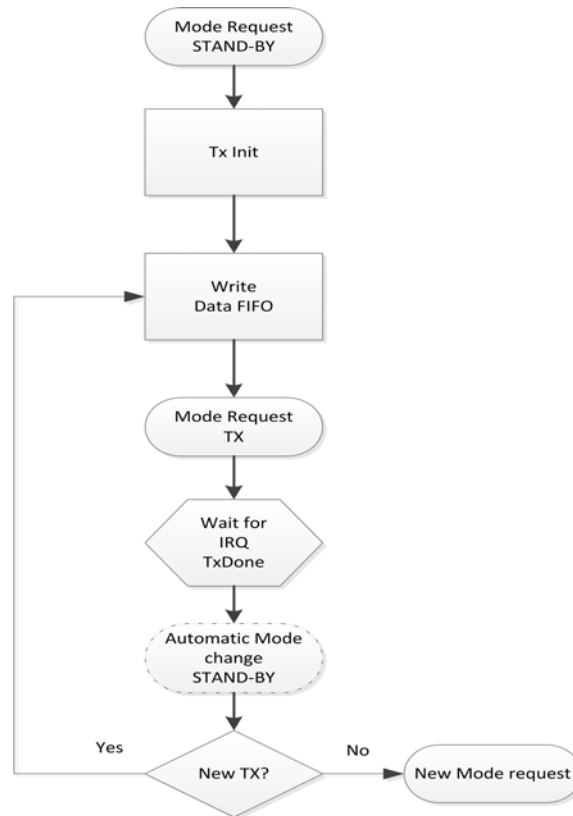 Mode Request
STAND-BY
Tx Init
Write
Data FIFO
Mode Request
TX
Wait for
IRQ
TxDone
Automatic Mode
change
STAND-BY
Yes
New TX?
No
New Mode request